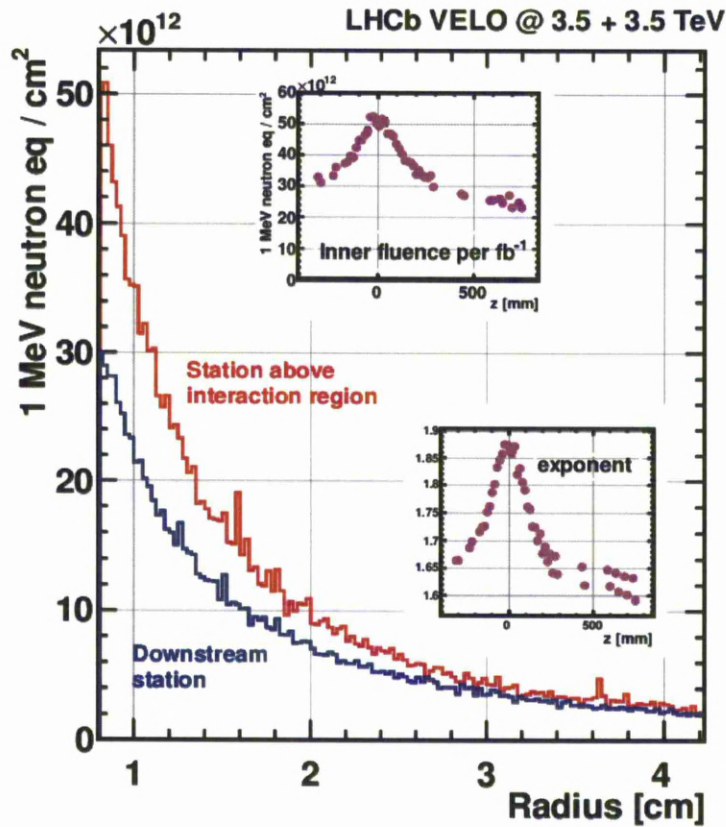 LHCb VELO @ 3.5 + 3.5 TeV
×10¹²
1 MeV neutron eq / cm²
50
40
30
20
10
0
1
2
3
4
Radius [cm]
Station above
interaction region
Downstream
station
×10¹²
1 MeV neutron eq / cm²
60
50
40
30
20
10
0
Inner fluence per fb⁻¹
0
500
z [mm]
exponent
1.9
1.85
1.8
1.75
1.7
1.65
1.6
0
500
z [mm]